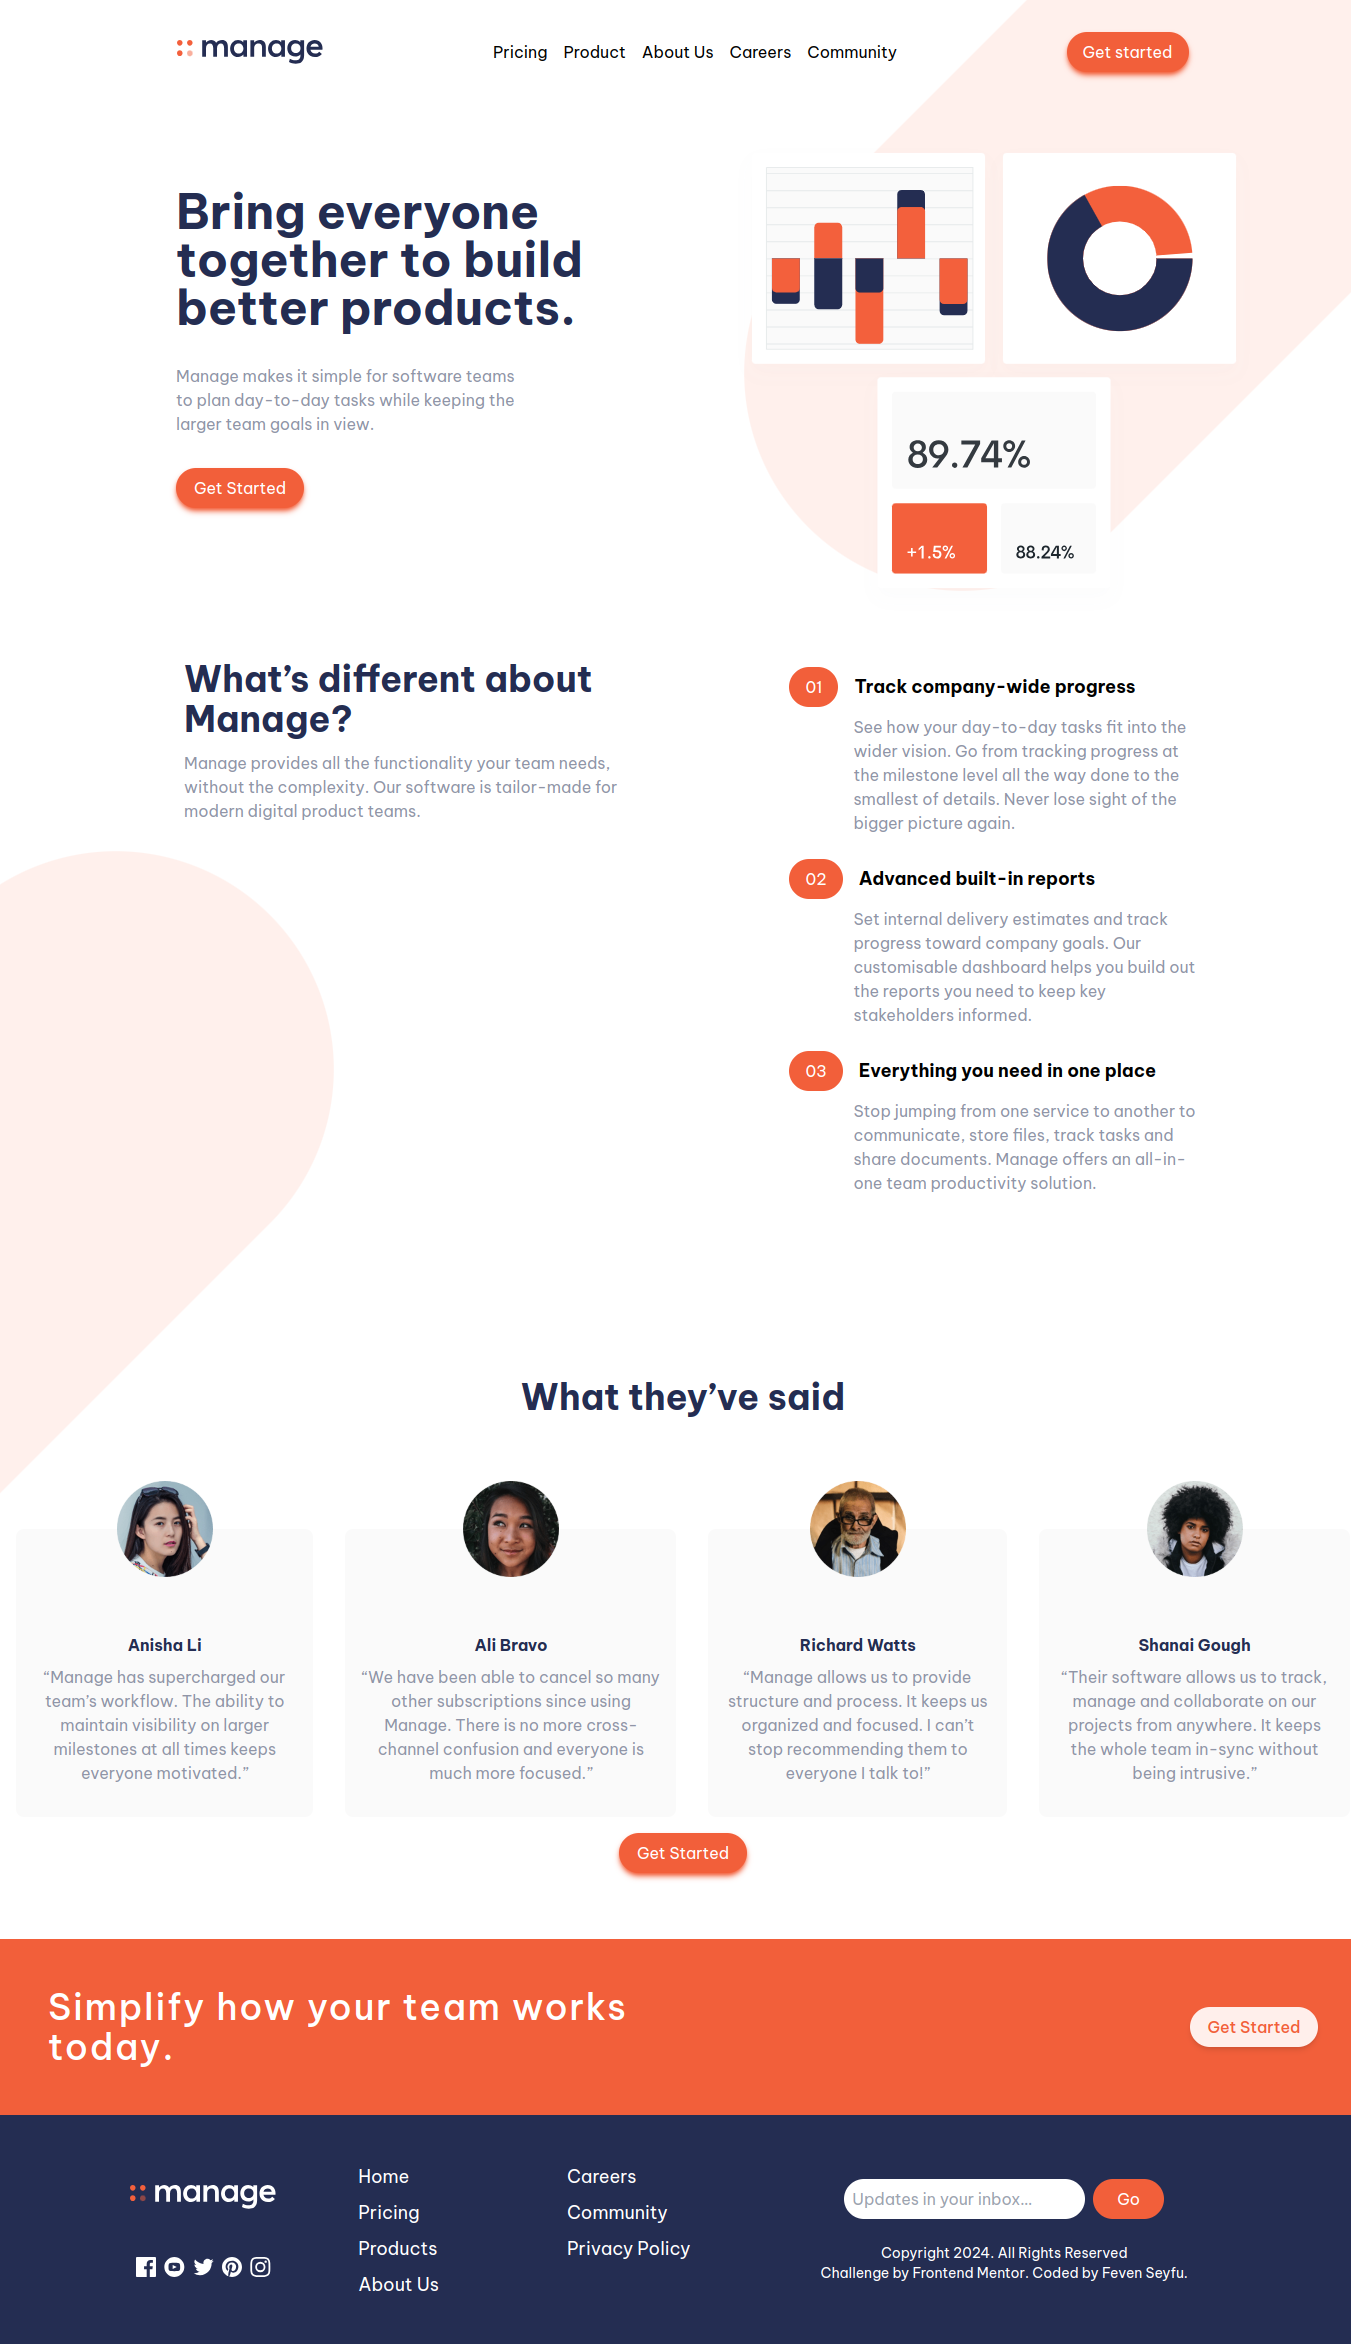 manage
Pricing Product About Us Careers Community
Get started
Bring everyone
together to build
better products.
Manage makes it simple for software teams
to plan day-to-day tasks while keeping the
larger team goals in view.
Get Started
89.74%
+1.5%
88.24%
What’s different about
Manage?
Manage provides all the functionality your team needs,
without the complexity. Our software is tailor-made for
modern digital product teams.
01 Track company-wide progress
See how your day-to-day tasks fit into the
wider vision. Go from tracking progress at
the milestone level all the way done to the
smallest of details. Never lose sight of the
bigger picture again.
02 Advanced built-in reports
Set internal delivery estimates and track
progress toward company goals. Our
customisable dashboard helps you build out
the reports you need to keep key
stakeholders informed.
03 Everything you need in one place
Stop jumping from one service to another to
communicate, store files, track tasks and
share documents. Manage offers an all-in-
one team productivity solution.
What they’ve said
Anisha Li
“Manage has supercharged our
team’s workflow. The ability to
maintain visibility on larger
milestones at all times keeps
everyone motivated.”
Ali Bravo
“We have been able to cancel so many
other subscriptions since using
Manage. There is no more cross-
channel confusion and everyone is
much more focused.”
Richard Watts
“Manage allows us to provide
structure and process. It keeps us
organized and focused. I can’t
stop recommending them to
everyone I talk to!”
Shanai Gough
“Their software allows us to track,
manage and collaborate on our
projects from anywhere. It keeps
the whole team in-sync without
being intrusive.”
Get Started
Simplify how your team works
today.
Get Started
manage
Home
Pricing
Products
About Us
Careers
Community
Privacy Policy
Updates in your inbox...
Go
Copyright 2024. All Rights Reserved
Challenge by Frontend Mentor. Coded by Feven Seyfu.